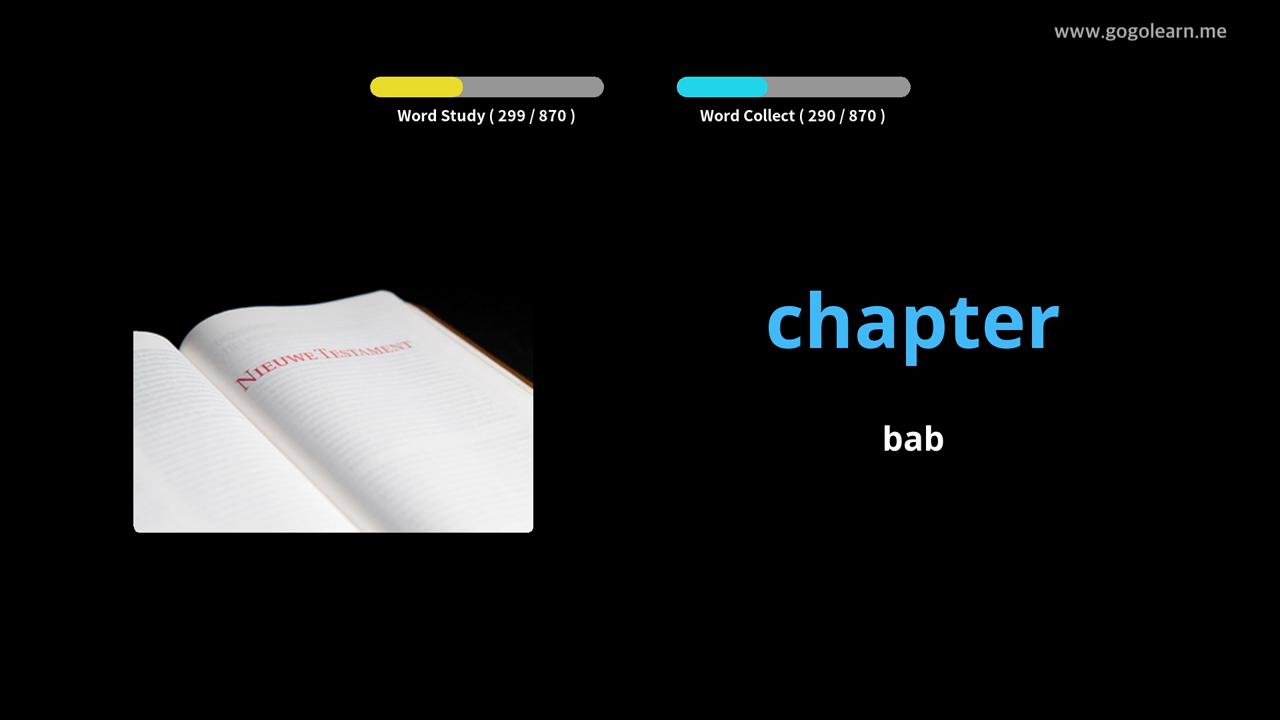 www.gogolearn.me
Word Study ( 299 / 870 )
Word Collect ( 290 / 870 )
NIEUWE TESTAMENT
chapter
bab